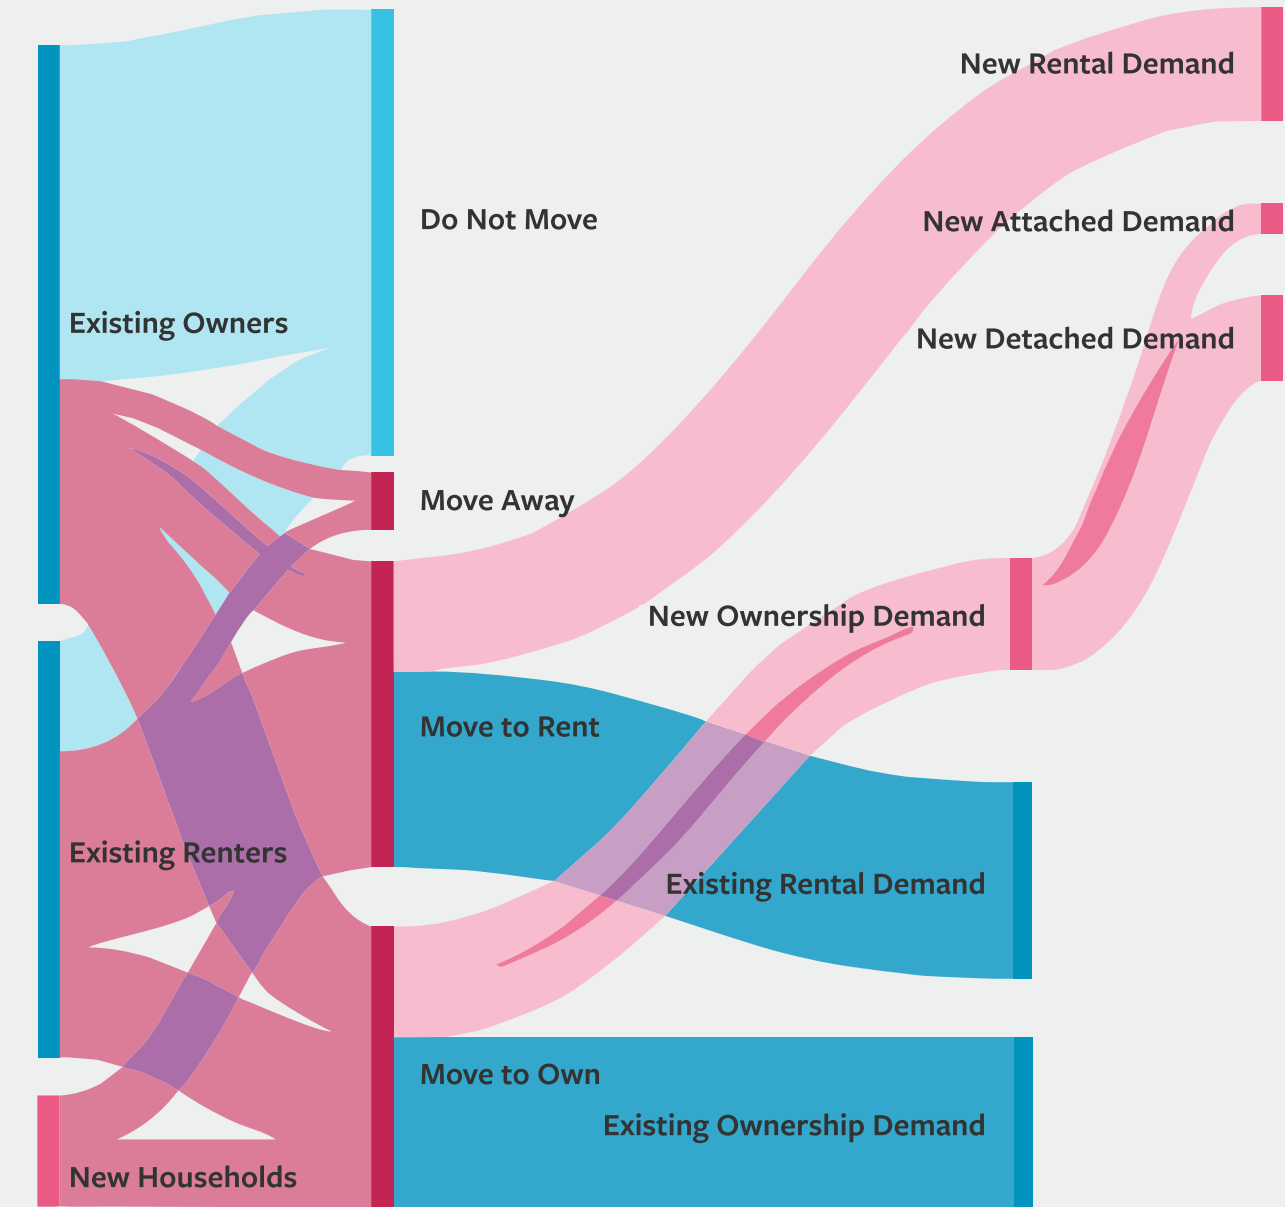 New Rental Demand
Do Not Move
New Attached Demand
Existing Owners
New Detached Demand
Move Away
New Ownership Demand
Move to Rent
Existing Renters
Existing Rental Demand
Move to Own
Existing Ownership Demand
New Households